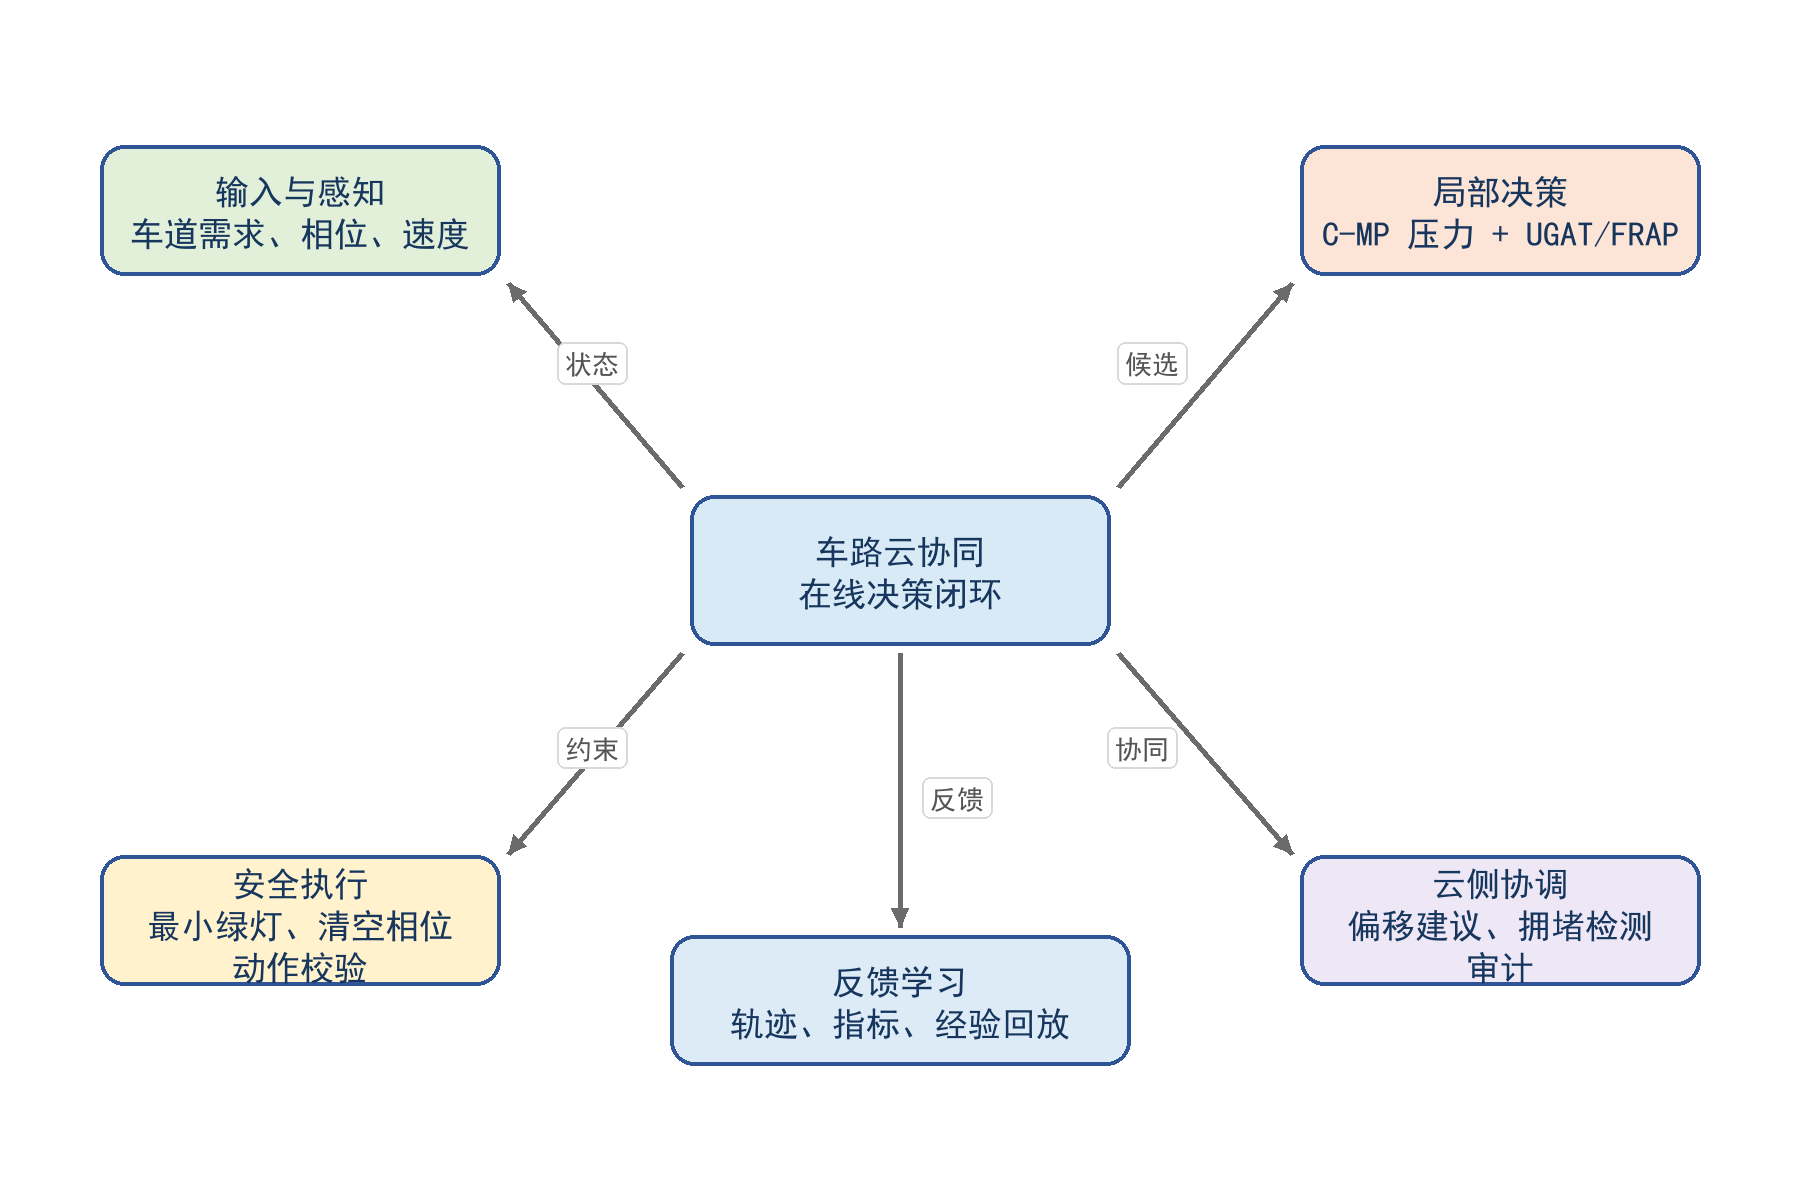 输入与感知
车道需求、相位、速度
局部决策
C-MP 压力 + UGAT/FRAP
状态
候选
车路云协同
在线决策闭环
约束
协同
反馈
安全执行
最小绿灯、清空相位
动作校验
云侧协调
偏移建议、拥堵检测
审计
反馈学习
轨迹、指标、经验回放